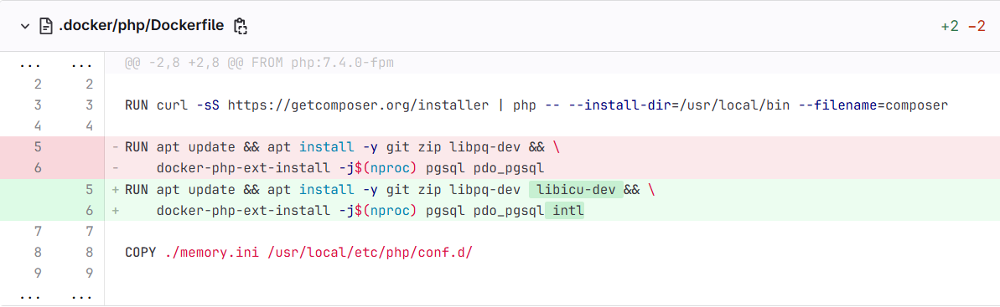 .docker/php/Dockerfile +2 −2
... ... @@ -2,8 +2,8 @@ FROM php:7.4.0-fpm
2 2
3 3 RUN curl -sS https://getcomposer.org/installer | php -- --install-dir=/usr/local/bin --filename=composer
4 4
5 - RUN apt update && apt install -y git zip libpq-dev && \
6 - docker-php-ext-install -j$(nproc) pgsql pdo_pgsql
5 + RUN apt update && apt install -y git zip libpq-dev libicu-dev && \
6 + docker-php-ext-install -j$(nproc) pgsql pdo_pgsql intl
7 7
8 8 COPY ./memory.ini /usr/local/etc/php/conf.d/
9 9
... ...